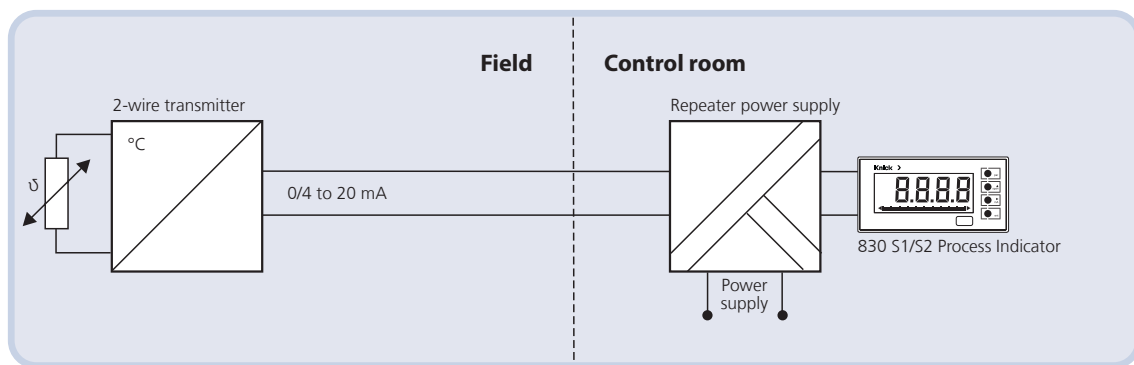 Field
Control room
2-wire transmitter
Repeater power supply
°C
ϑ
0/4 to 20 mA
Knick >
8.8.8.8
830 S1/S2 Process Indicator
Power
supply